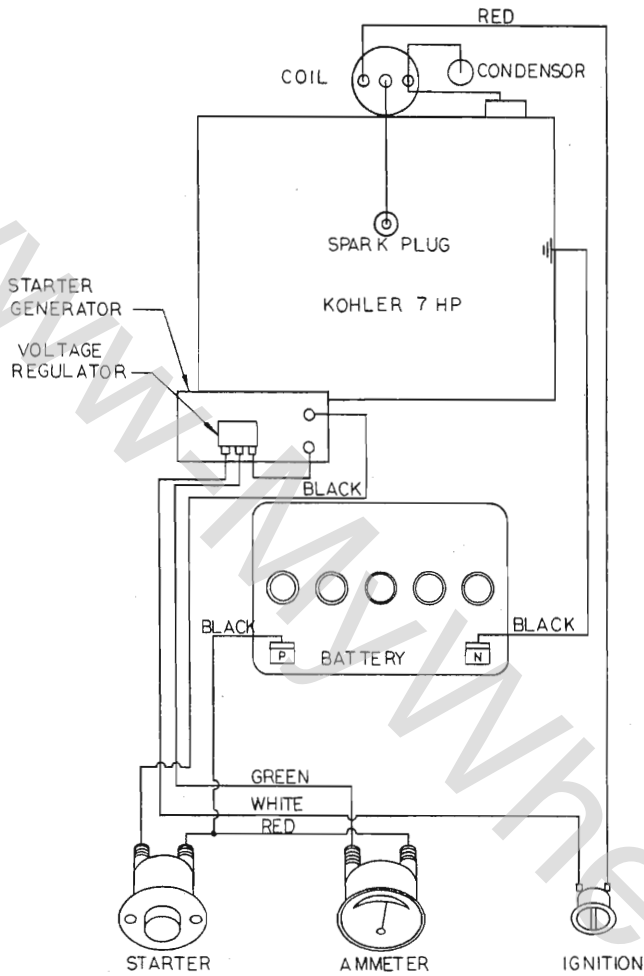 RED
COIL
CONDENSOR
SPARK PLUG
KOHLER 7 HP
STARTER
GENERATOR
VOLTAGE
REGULATOR
BLACK
BLACK
BLACK
P
BATTERY
N
GREEN
WHITE
RED
STARTER
AMMETER
IGNITION
w-MyWhe